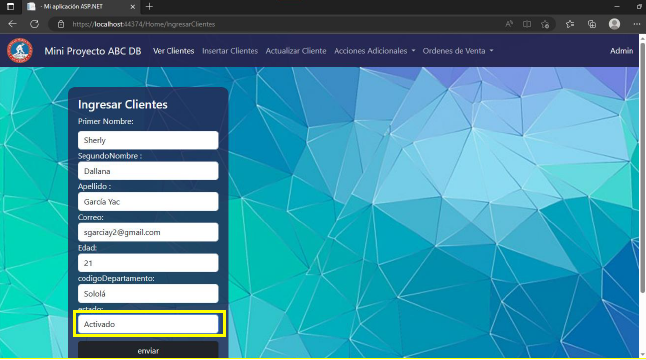 - Mi aplicación ASP.NET
https://localhost:44374/Home/IngresarClientes
Mini Proyecto ABC DB Ver Clientes Insertar Clientes Actualizar Cliente Acciones Adicionales Ordenes de Venta Admin
Ingresar Clientes
Primer Nombre:
Sherly
SegundoNombre :
Dallana
Apellido :
García Yac
Correo:
sgarciay2@gmail.com
Edad:
21
codigoDepartamento:
Sololá
estado:
Activado
enviar